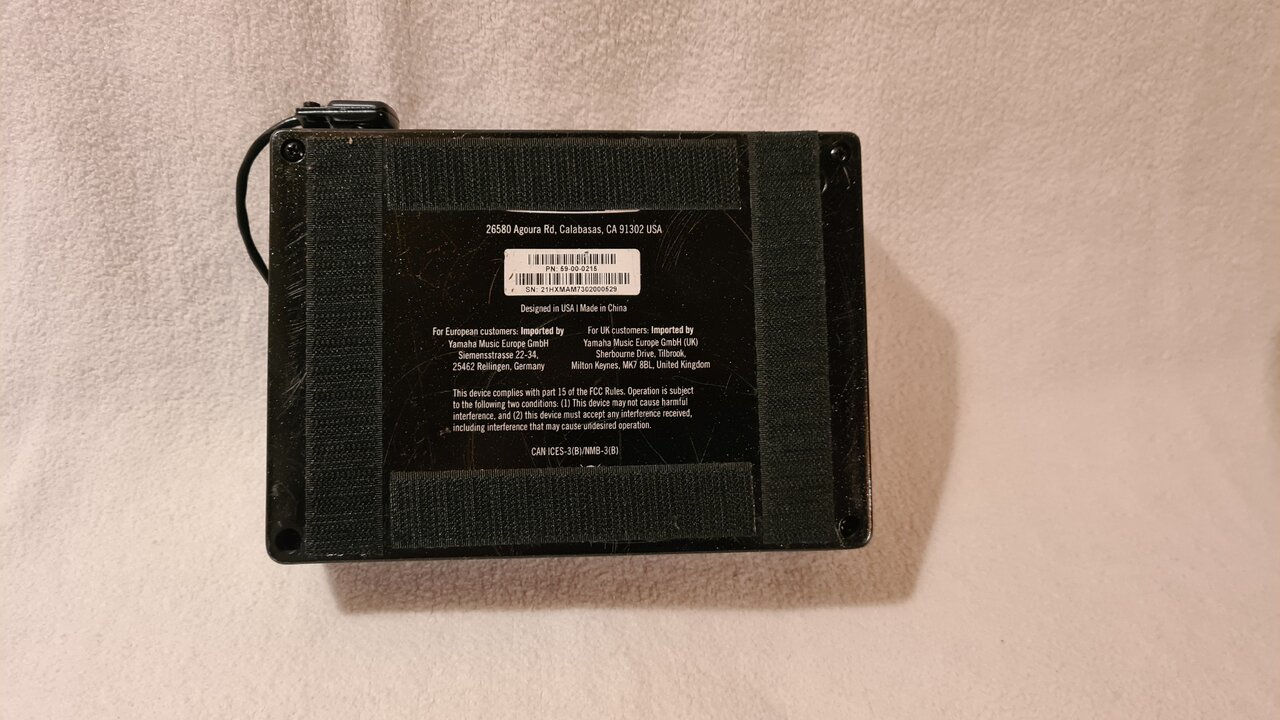 26580 Agoura Rd, Calabasas, CA 91302 USA
PN: 59-00-0215
SN: 21HXMAM7302000529
Designed in USA | Made in China
For European customers: Imported by
Yamaha Music Europe GmbH
Siemensstrasse 22-34,
25462 Rellingen, Germany
For UK customers: Imported by
Yamaha Music Europe GmbH (UK)
Sherbourne Drive, Tilbrook,
Milton Keynes, MK7 8BL, United Kingdom
This device complies with part 15 of the FCC Rules. Operation is subject
to the following two conditions: (1) This device may not cause harmful
interference, and (2) this device must accept any interference received,
including interference that may cause undesired operation.
CAN ICES-3(B)/NMB-3(B)